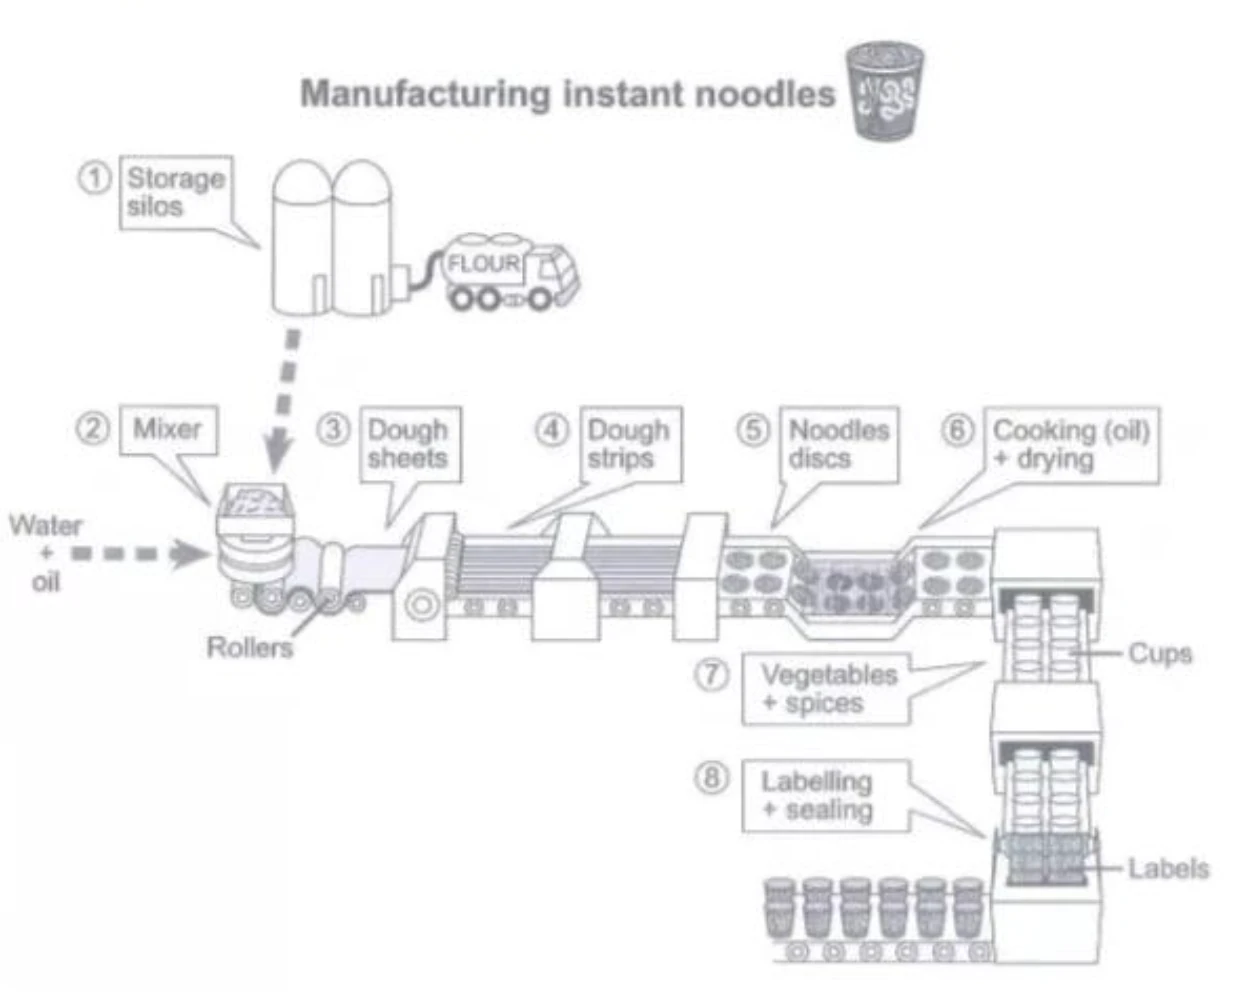 Manufacturing instant noodles
1
Storage
silos
FLOUR
2
Mixer
3
Dough
sheets
4
Dough
strips
5
Noodles
discs
6
Cooking (oil)
+ drying
Water
+
oil
Rollers
7
Vegetables
+ spices
Cups
8
Labelling
+ sealing
Labels